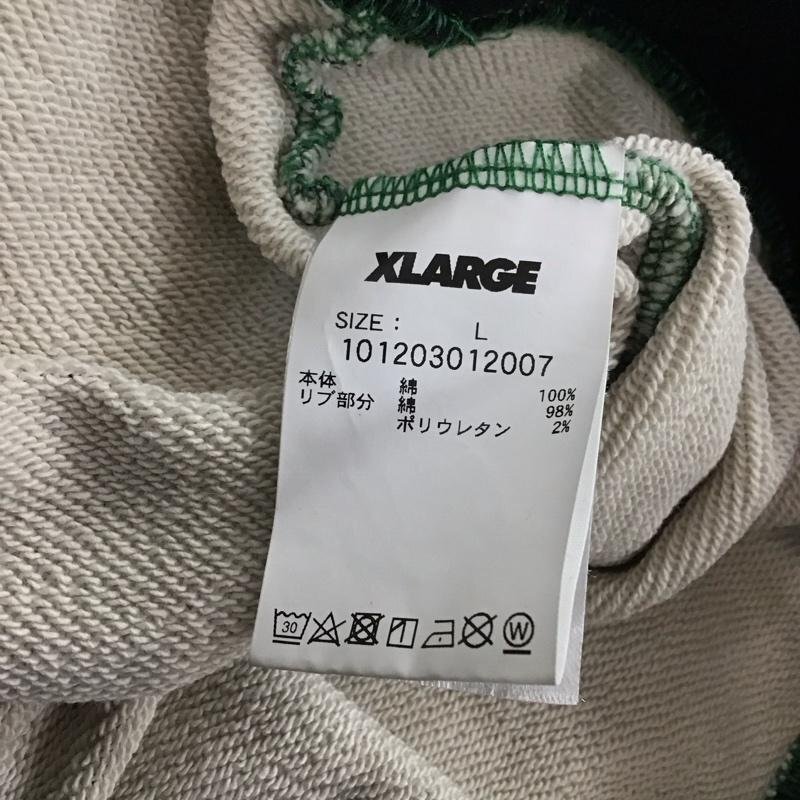 XLARGE
SIZE : L
101203012007
本体 綿 100%
リブ部分 綿 98%
ポリウレタン 2%
30 W